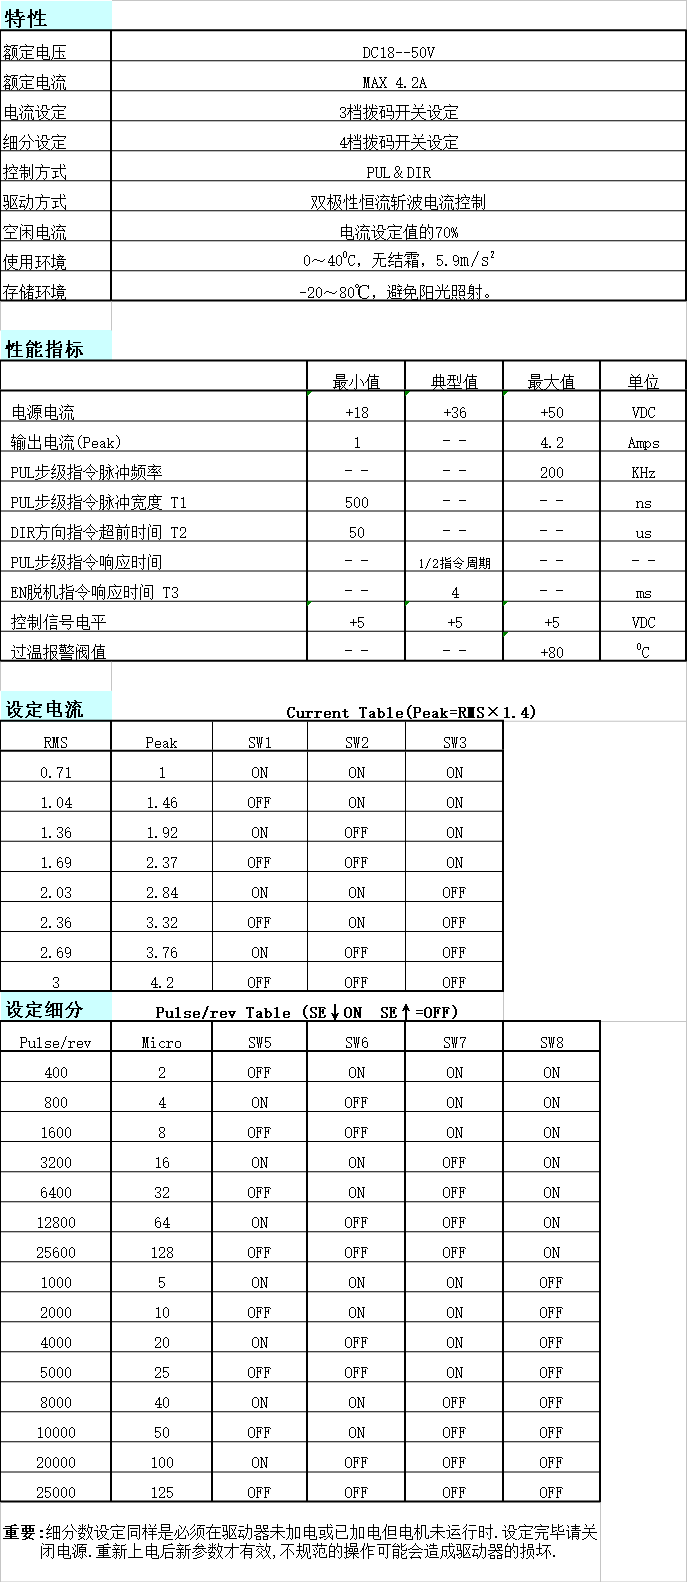 特性
额定电压 DC18--50V
额定电流 MAX 4.2A
电流设定 3档拨码开关设定
细分设定 4档拨码开关设定
控制方式 PUL＆DIR
驱动方式 双极性恒流斩波电流控制
空闲电流 电流设定值的70%
使用环境 0～40⁰C，无结霜，5.9m/s²
存储环境 -20～80℃，避免阳光照射。
性能指标
最小值 典型值 最大值 单位
电源电流 +18 +36 +50 VDC
输出电流(Peak) 1 -- 4.2 Amps
PUL步级指令脉冲频率 -- -- 200 KHz
PUL步级指令脉冲宽度 T1 500 -- -- ns
DIR方向指令超前时间 T2 50 -- -- us
PUL步级指令响应时间 -- 1/2指令周期 -- --
EN脱机指令响应时间 T3 -- 4 -- ms
控制信号电平 +5 +5 +5 VDC
过温报警阀值 -- -- +80 ⁰C
设定电流 Current Table(Peak=RMS×1.4)
RMS Peak SW1 SW2 SW3
0.71 1 ON ON ON
1.04 1.46 OFF ON ON
1.36 1.92 ON OFF ON
1.69 2.37 OFF OFF ON
2.03 2.84 ON ON OFF
2.36 3.32 OFF ON OFF
2.69 3.76 ON OFF OFF
3 4.2 OFF OFF OFF
设定细分 Pulse/rev Table (SE↓ON SE↑=OFF)
Pulse/rev Micro SW5 SW6 SW7 SW8
400 2 OFF ON ON ON
800 4 ON OFF ON ON
1600 8 OFF OFF ON ON
3200 16 ON ON OFF ON
6400 32 OFF ON OFF ON
12800 64 ON OFF OFF ON
25600 128 OFF OFF OFF ON
1000 5 ON ON ON OFF
2000 10 OFF ON ON OFF
4000 20 ON OFF ON OFF
5000 25 OFF OFF ON OFF
8000 40 ON ON OFF OFF
10000 50 OFF ON OFF OFF
20000 100 ON OFF OFF OFF
25000 125 OFF OFF OFF OFF
重要:细分数设定同样是必须在驱动器未加电或已加电但电机未运行时.设定完毕请关
闭电源.重新上电后新参数才有效,不规范的操作可能会造成驱动器的损坏.